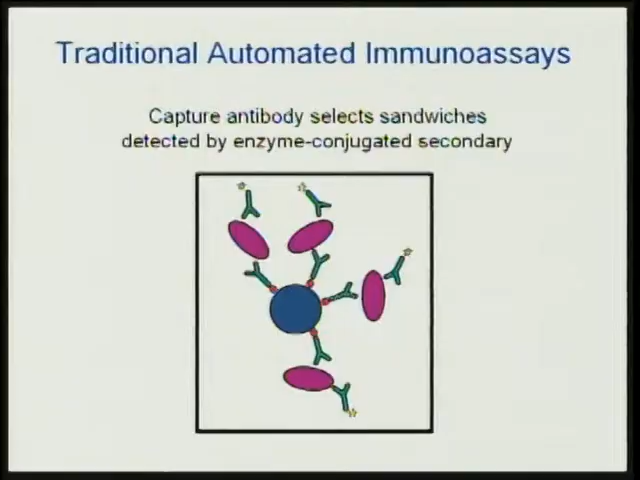 Traditional Automated Immunoassays
Capture antibody selects sandwiches
detected by enzyme-conjugated secondary